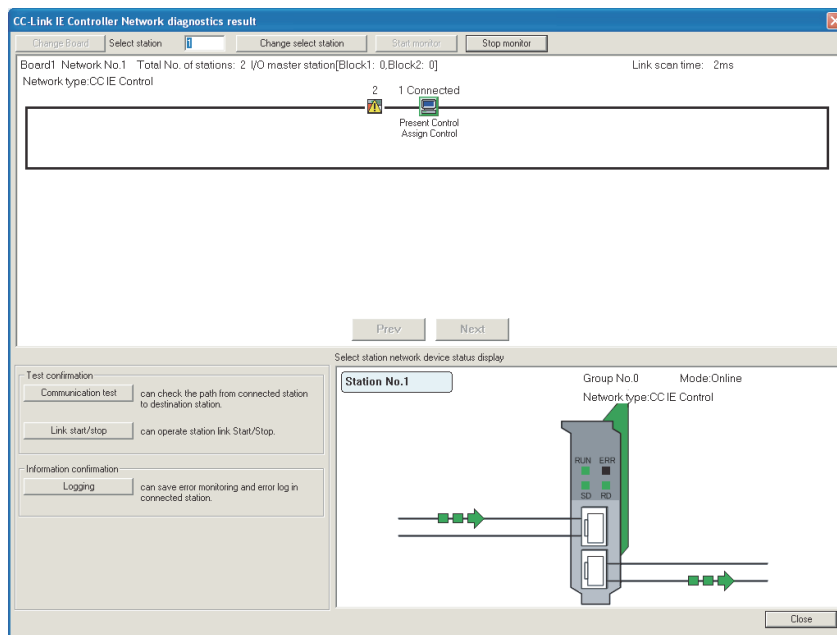 CC-Link IE Controller Network diagnostics result
Change Board Select station 1 Change select station Start monitor Stop monitor
Board1 Network No.1 Total No. of stations: 2 I/O master station[Block1: 0,Block2: 0] Link scan time: 2ms
Network type:CC IE Control
2 1 Connected
Present Control
Assign Control
Prev Next
Select station network device status display
Test confirmation
Communication test can check the path from connected station
to destination station.
Link start/stop can operate station link Start/Stop.
Information confirmation
Logging can save error monitoring and error log in
connected station.
Station No.1 Group No.0 Mode:Online
Network type:CC IE Control
RUN ERR
SD RD
Close